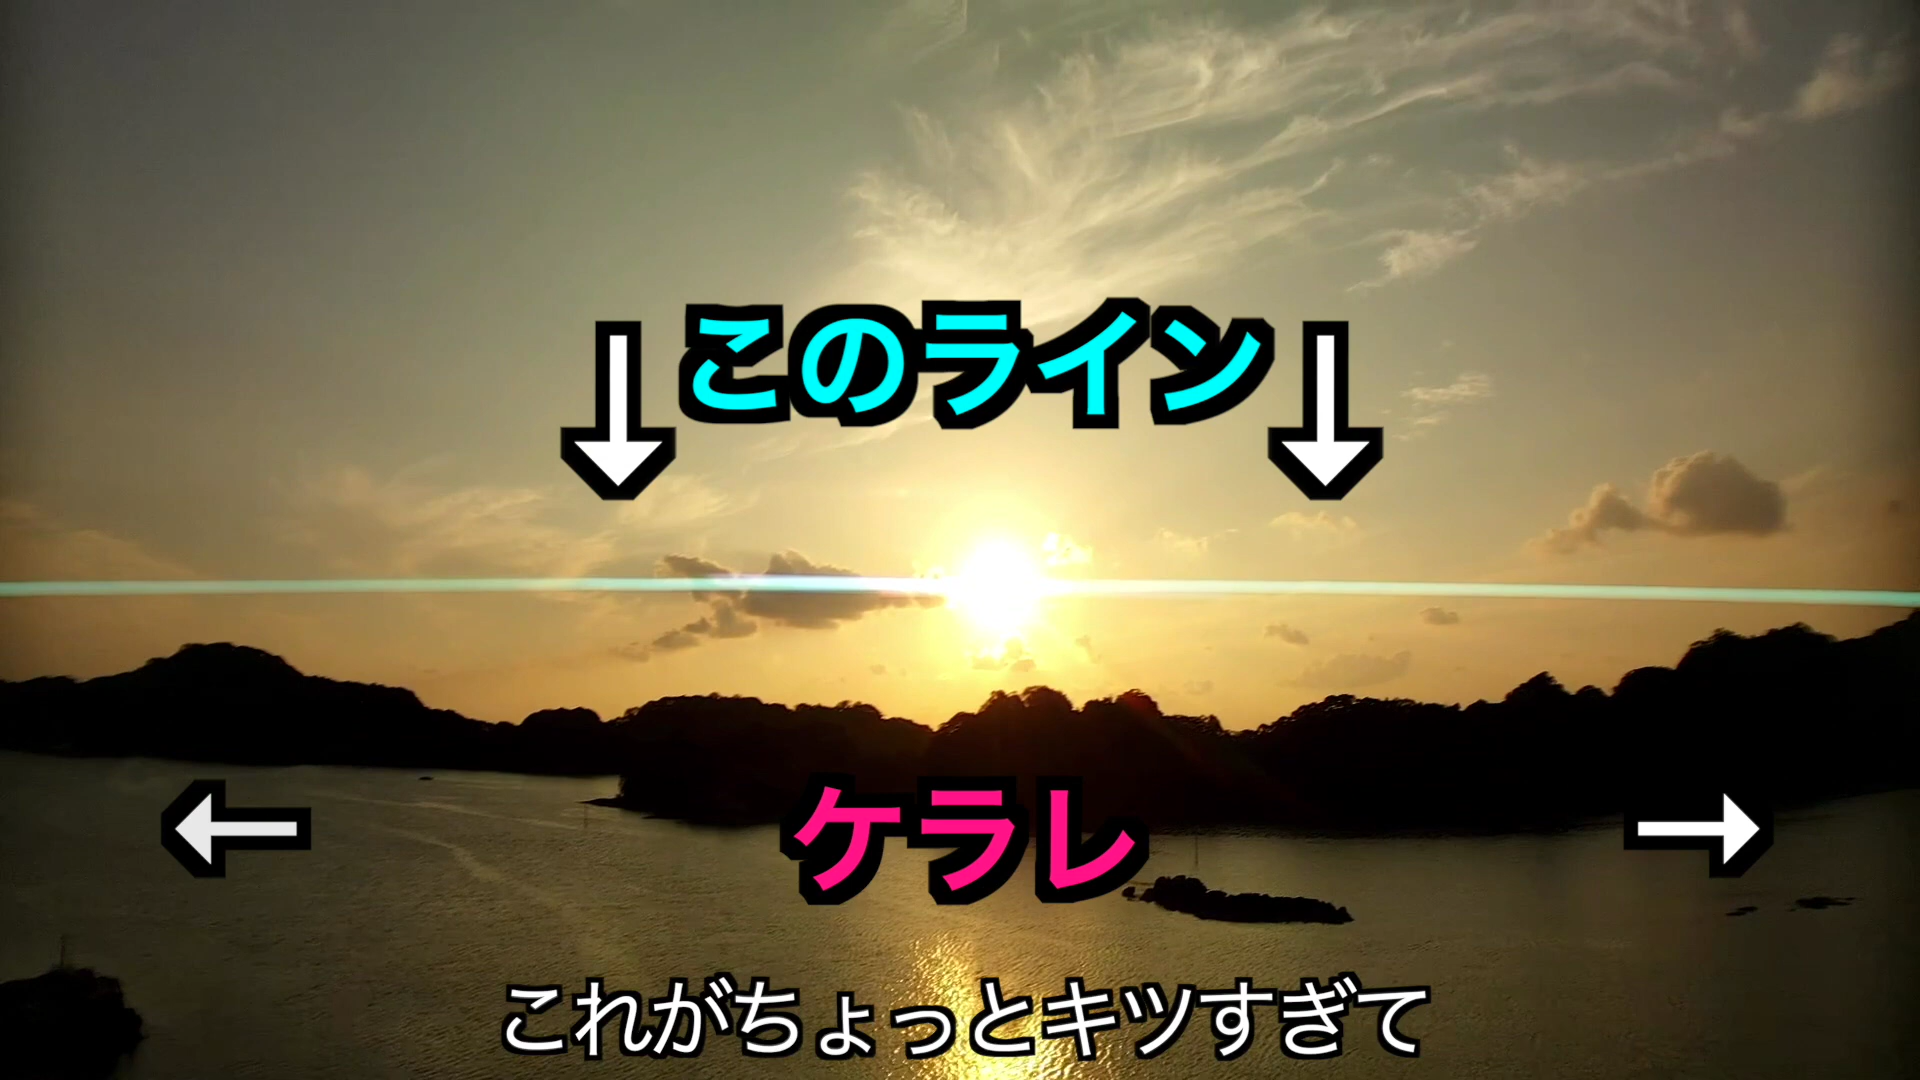 このライン
ケラレ
これがちょっとキツすぎて